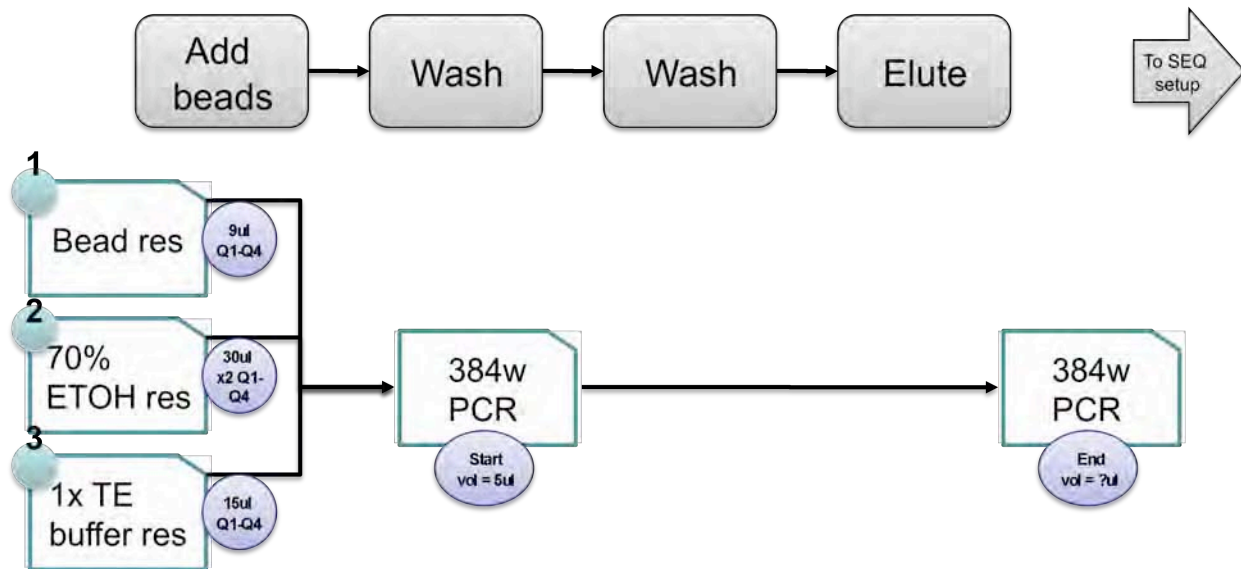 Add
beads
Wash
Wash
Elute
To SEQ
setup
1
Bead res
9ul
Q1-Q4
2
70%
ETOH res
30ul
x2 Q1-
Q4
3
1x TE
buffer res
15ul
Q1-Q4
384w
PCR
Start
vol = 5ul
384w
PCR
End
vol = ?ul